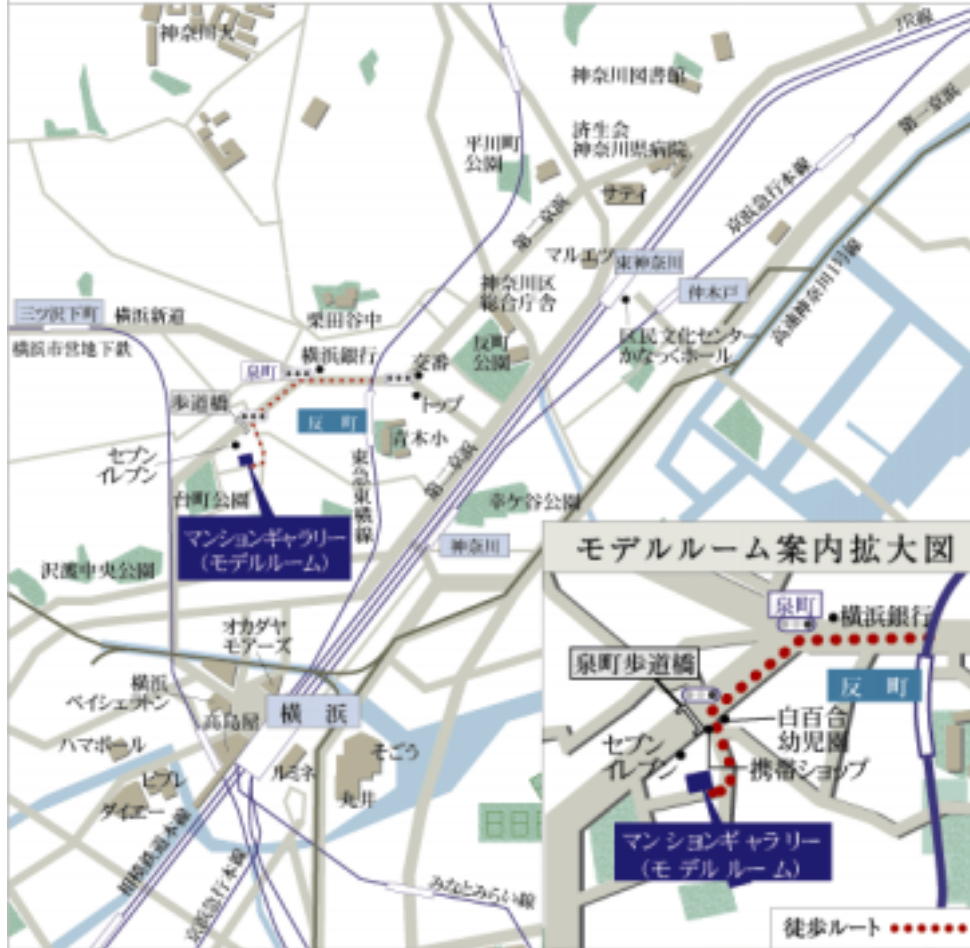 神奈川大
JR線
神奈川図書館
第一京浜
済生会
神奈川県病院
平川町
公園
サティ
京浜急行本線
第二京浜
マルエツ
東神奈川
神奈川区
総合庁舎
仲木戸
高速神奈川1号線
三ツ沢下町
横浜新道
栗田谷中
横浜市営地下鉄
反町
公園
区民文化センター
かなっくホール
横浜銀行
交番
泉町
歩道橋
トップ
反町
青木小
セブン
イレブン
東急東横線
第二京浜
台町公園
幸ケ谷公園
マンションギャラリー
(モデルルーム)
神奈川
沢渡中央公園
オカダヤ
モアーズ
横浜
ベイシェラトン
高島屋
横浜
ハマボール
そごう
ルミネ
ビブレ
丸井
ダイエー
相模鉄道本線
京浜急行本線
みなとみらい線
モデルルーム案内拡大図
泉町
横浜銀行
泉町歩道橋
反町
白百合
幼児園
セブン
イレブン
携帯ショップ
マンションギャラリー
(モデルルーム)
徒歩ルート